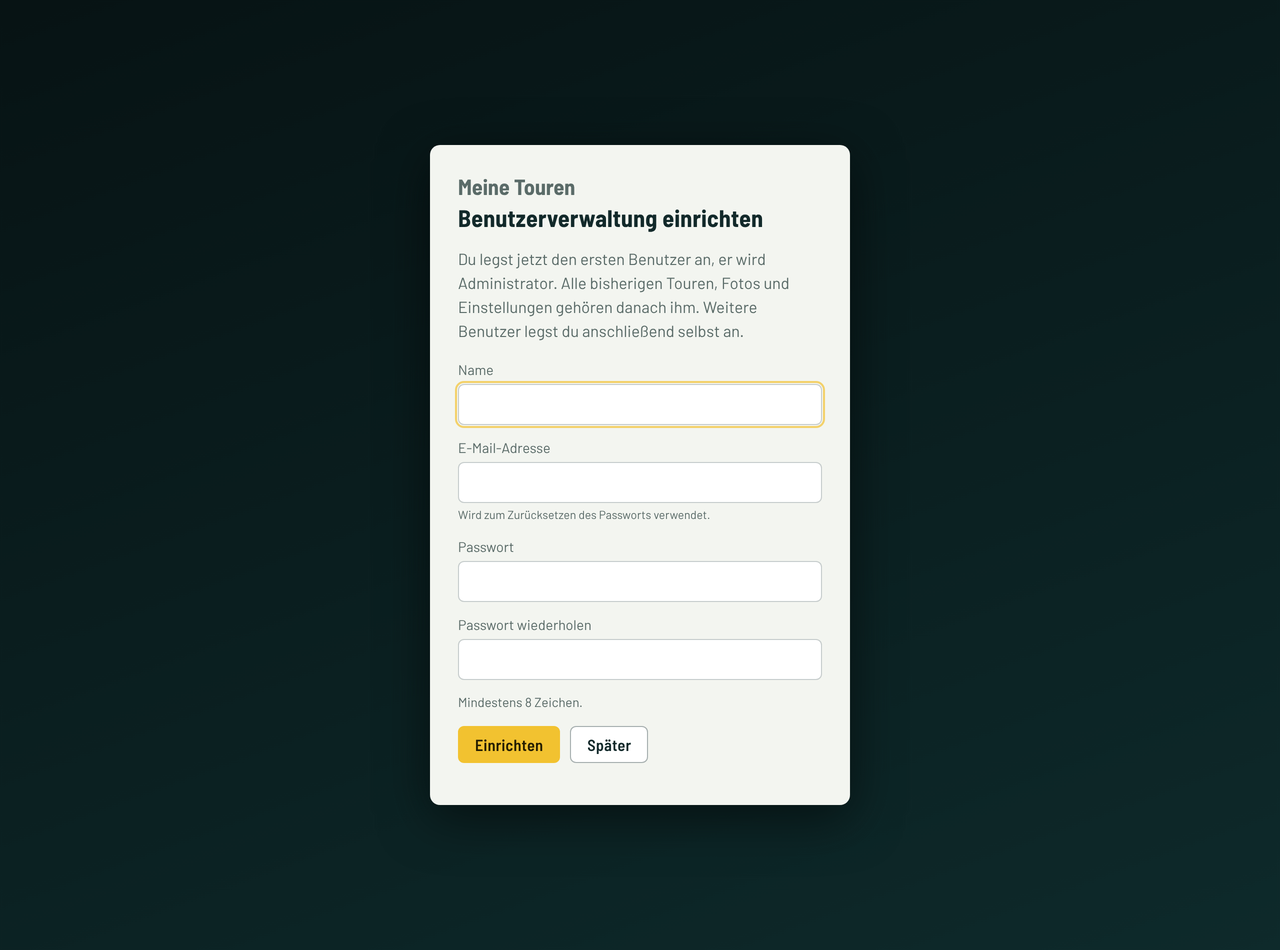 Meine Touren
Benutzerverwaltung einrichten
Du legst jetzt den ersten Benutzer an, er wird
Administrator. Alle bisherigen Touren, Fotos und
Einstellungen gehören danach ihm. Weitere
Benutzer legst du anschließend selbst an.
Name
E-Mail-Adresse
Wird zum Zurücksetzen des Passworts verwendet.
Passwort
Passwort wiederholen
Mindestens 8 Zeichen.
Einrichten Später